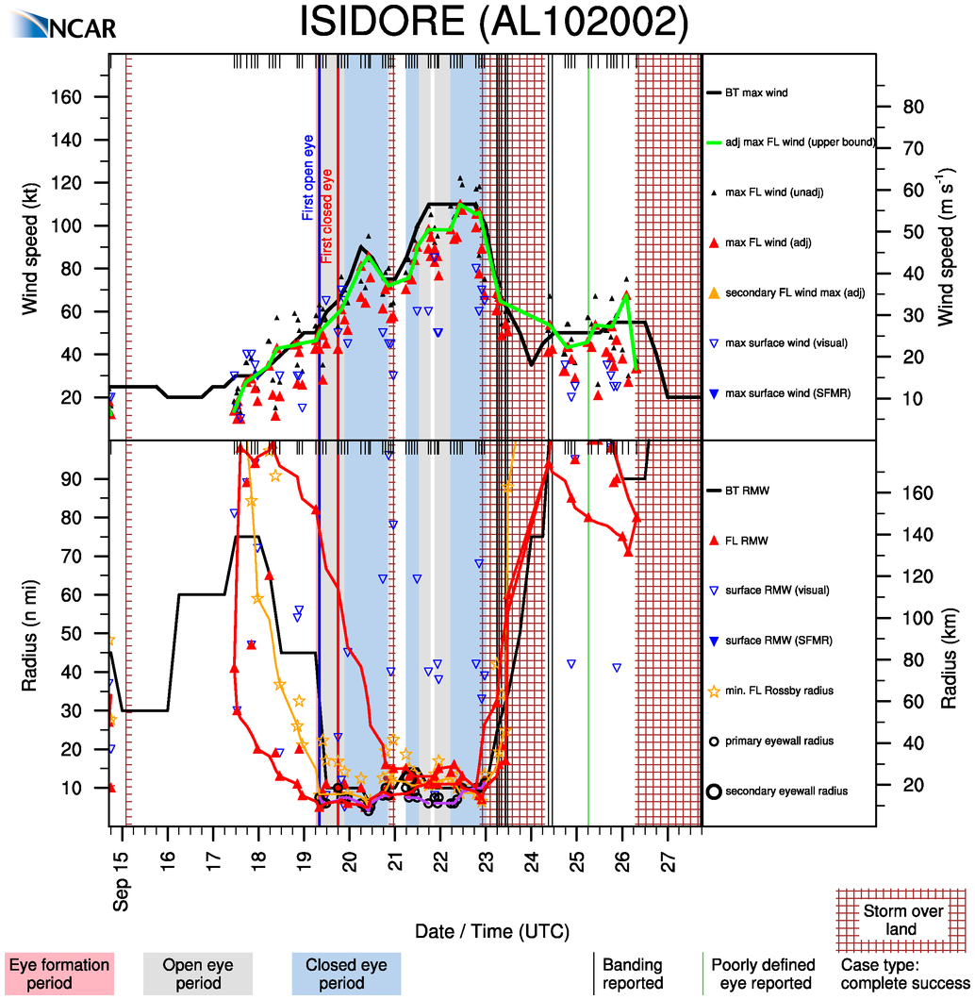 NCAR
ISIDORE (AL102002)
Wind speed (kt)
160
140
120
100
80
60
40
20
First open eye
First closed eye
80
70
60
50
40
30
20
10
Wind speed (m s⁻¹)
BT max wind
adj max FL wind (upper bound)
max FL wind (unadj)
max FL wind (adj)
secondary FL wind max (adj)
max surface wind (visual)
max surface wind (SFMR)
Radius (n mi)
90
80
70
60
50
40
30
20
10
160
140
120
100
80
60
40
20
Radius (km)
BT RMW
FL RMW
surface RMW (visual)
surface RMW (SFMR)
min. FL Rossby radius
primary eyewall radius
secondary eyewall radius
Sep 15
16
17
18
19
20
21
22
23
24
25
26
27
Date / Time (UTC)
Storm over
land
Eye formation
period
Open eye
period
Closed eye
period
Banding
reported
Poorly defined
eye reported
Case type:
complete success